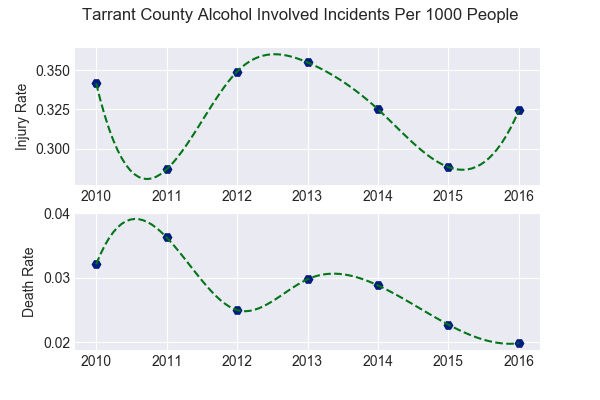 Tarrant County Alcohol Involved Incidents Per 1000 People
0.350
0.325
0.300
Injury Rate
2010 2011 2012 2013 2014 2015 2016
0.04
0.03
0.02
Death Rate
2010 2011 2012 2013 2014 2015 2016